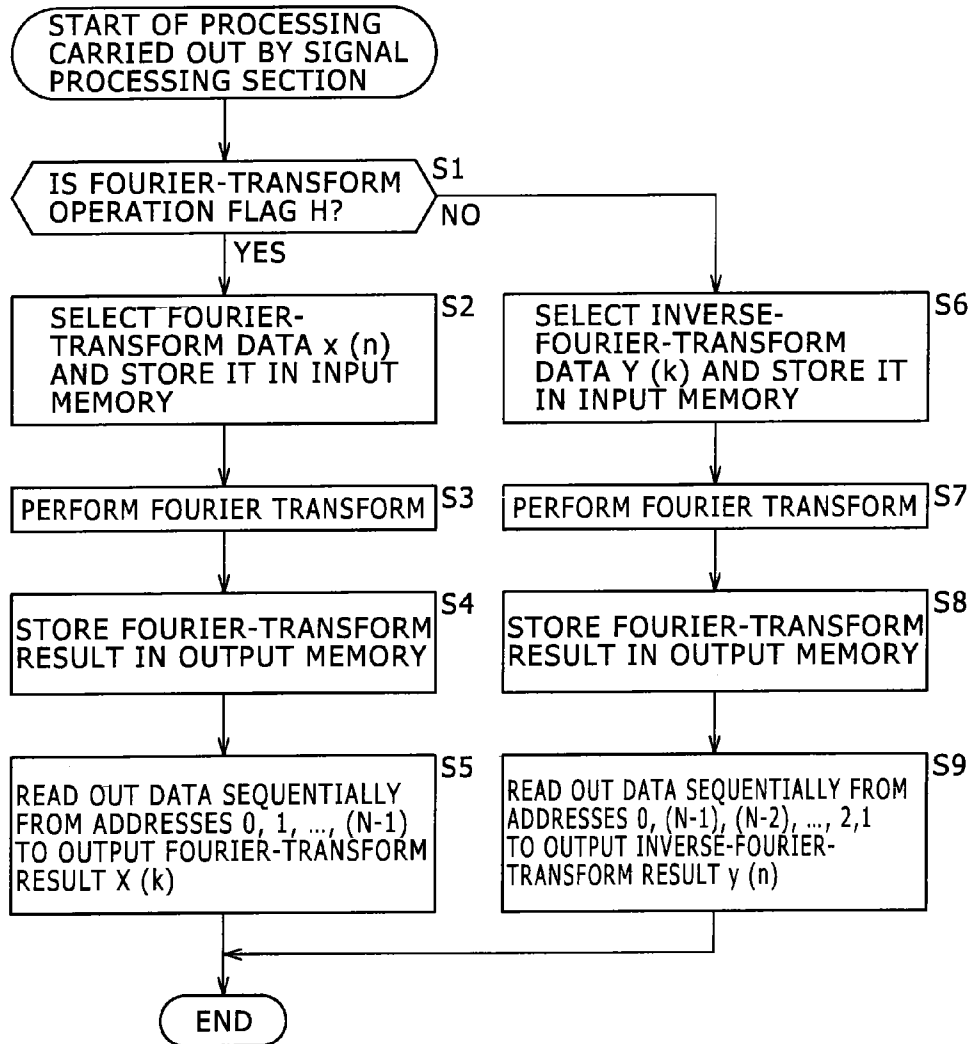 START OF PROCESSING
CARRIED OUT BY SIGNAL
PROCESSING SECTION
S1
IS FOURIER-TRANSFORM
OPERATION FLAG H?
NO
YES
S2
SELECT FOURIER-
TRANSFORM DATA x (n)
AND STORE IT IN INPUT
MEMORY
S6
SELECT INVERSE-
FOURIER-TRANSFORM
DATA Y (k) AND STORE IT
IN INPUT MEMORY
S3
PERFORM FOURIER TRANSFORM
S7
PERFORM FOURIER TRANSFORM
S4
STORE FOURIER-TRANSFORM
RESULT IN OUTPUT MEMORY
S8
STORE FOURIER-TRANSFORM
RESULT IN OUTPUT MEMORY
S5
READ OUT DATA SEQUENTIALLY
FROM ADDRESSES 0, 1, ..., (N-1)
TO OUTPUT FOURIER-TRANSFORM
RESULT X (k)
S9
READ OUT DATA SEQUENTIALLY FROM
ADDRESSES 0, (N-1), (N-2), ..., 2,1
TO OUTPUT INVERSE-FOURIER-
TRANSFORM RESULT y (n)
END